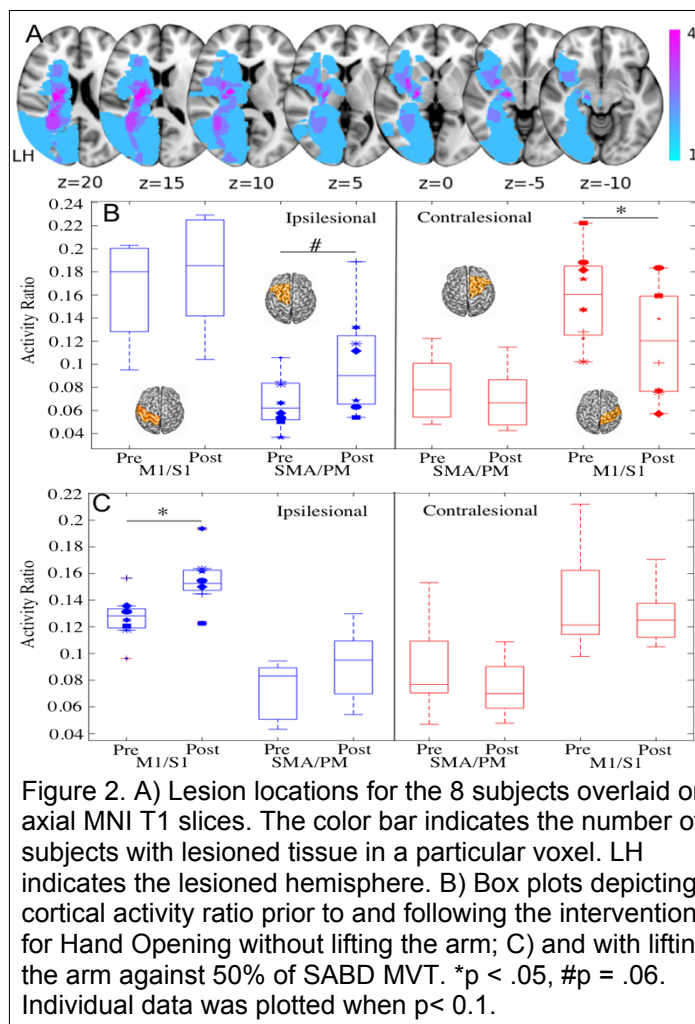 A
4
1
LH
z=20 z=15 z=10 z=5 z=0 z=-5 z=-10
B
Ipsilesional
Contralesional
#
*
Activity Ratio
0.24
0.22
0.2
0.18
0.16
0.14
0.12
0.1
0.08
0.06
0.04
Pre Post Pre Post Pre Post Pre Post
M1/S1 SMA/PM SMA/PM M1/S1
C
Ipsilesional
Contralesional
*
Activity Ratio
0.22
0.2
0.18
0.16
0.14
0.12
0.1
0.08
0.06
0.04
Pre Post Pre Post Pre Post Pre Post
M1/S1 SMA/PM SMA/PM M1/S1
Figure 2. A) Lesion locations for the 8 subjects overlaid
axial MNI T1 slices. The color bar indicates the number
subjects with lesioned tissue in a particular voxel. LH
indicates the lesioned hemisphere. B) Box plots depicting
cortical activity ratio prior to and following the intervention
for Hand Opening without lifting the arm; C) and with
the arm against 50% of SABD MVT. *p < .05, #p = .06.
Individual data was plotted when p< 0.1.